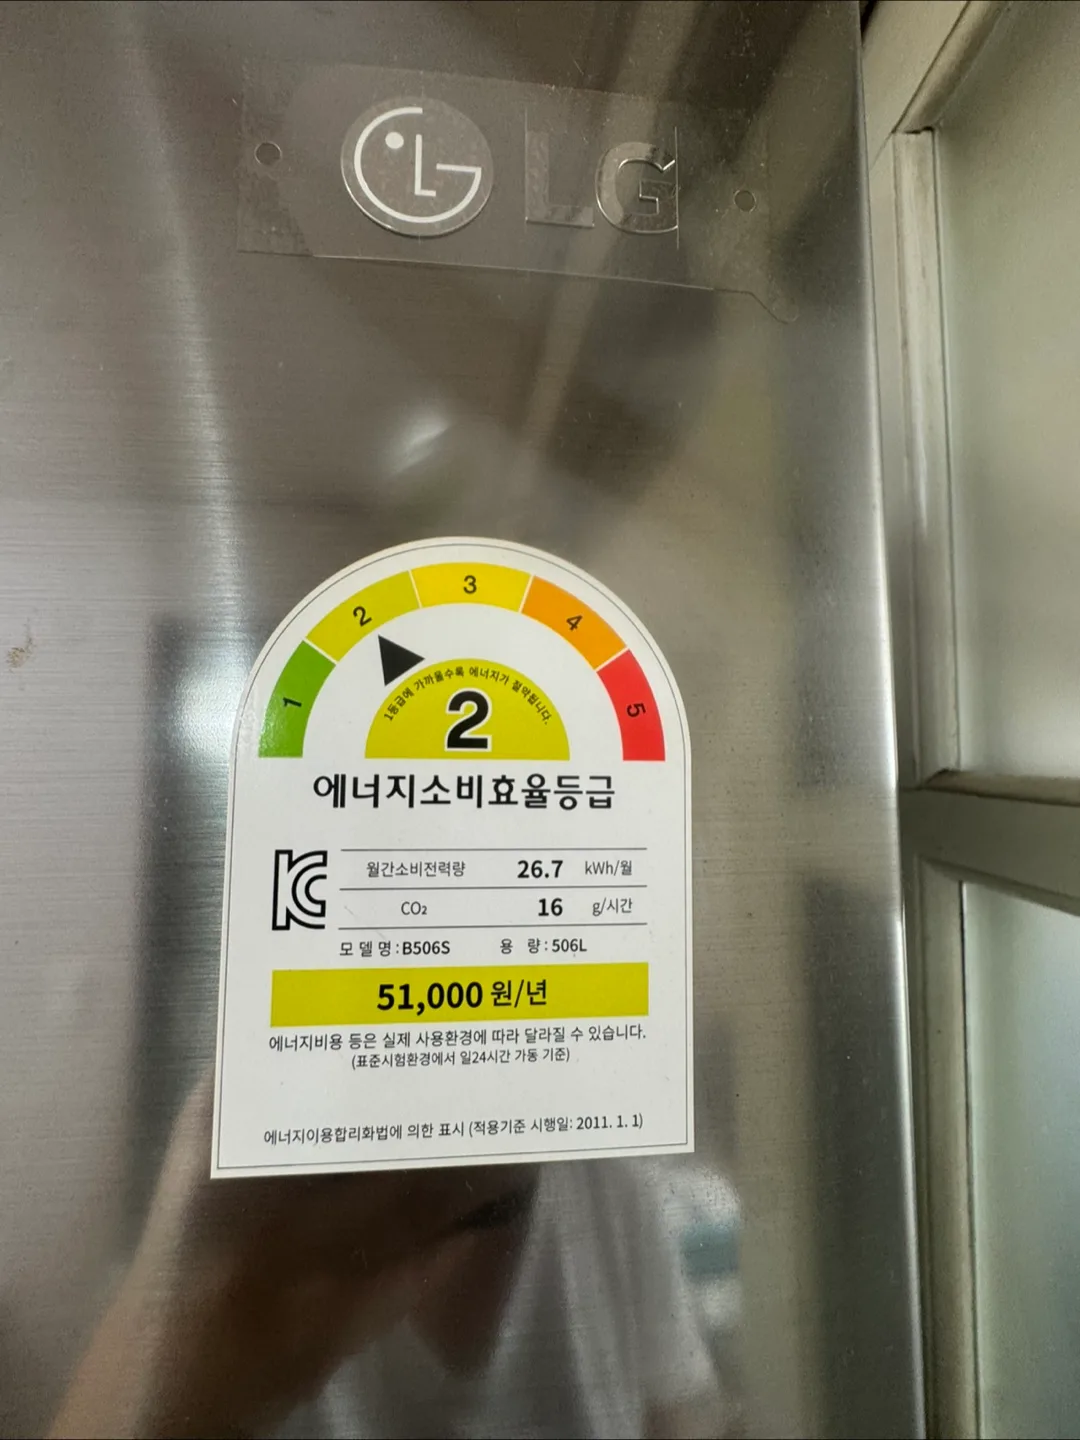 LG LG
1 2 3 4 5
1등급에 가까울수록 에너지가 절약됩니다.
2
에너지소비효율등급
월간소비전력량 26.7 kWh/월
CO₂ 16 g/시간
모 델 명 : B506S 용 량 : 506L
51,000 원/년
에너지비용 등은 실제 사용환경에 따라 달라질 수 있습니다.
(표준시험환경에서 일24시간 가동 기준)
에너지이용합리화법에 의한 표시 (적용기준 시행일: 2011. 1. 1)